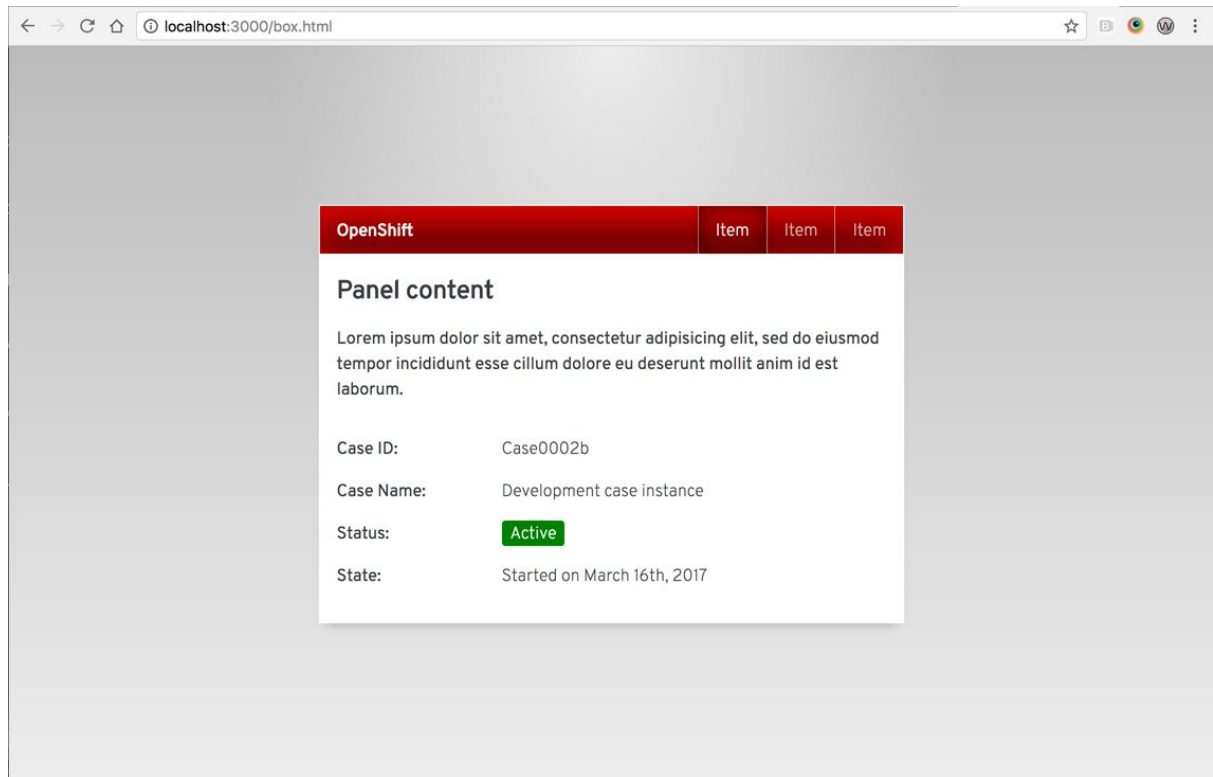 localhost:3000/box.html
OpenShift
Item
Item
Item
Panel content
Lorem ipsum dolor sit amet, consectetur adipisicing elit, sed do eiusmod
tempor incididunt esse cillum dolore eu deserunt mollit anim id est
laborum.
Case ID: Case0002b
Case Name: Development case instance
Status: Active
State: Started on March 16th, 2017